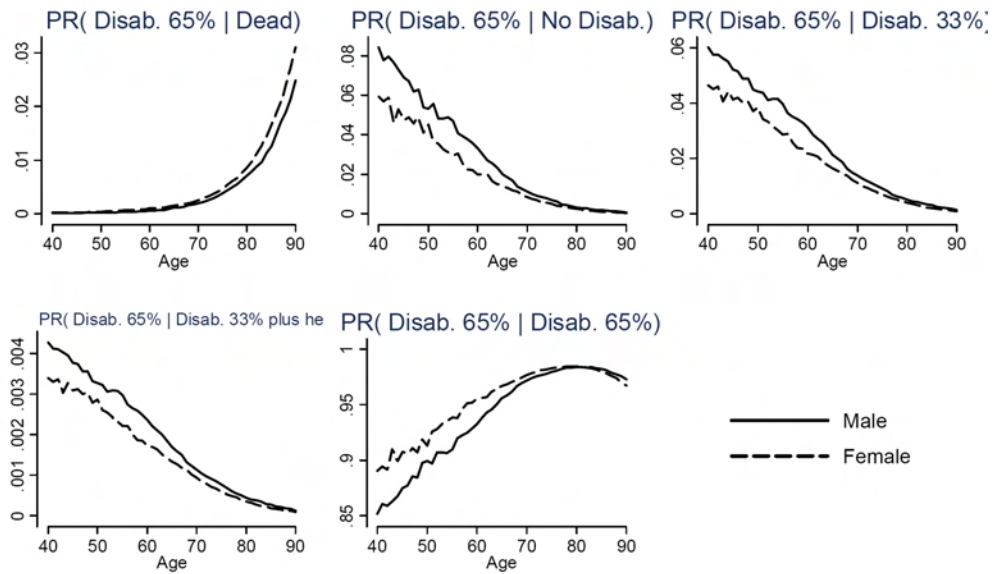 PR( Disab. 65% | Dead)
.03
.02
.01
0
40 50 60 70 80 90
Age
PR( Disab. 65% | No Disab.)
.08
.06
.04
.02
0
40 50 60 70 80 90
Age
PR( Disab. 65% | Disab. 33%)
.06
.04
.02
0
40 50 60 70 80 90
Age
PR( Disab. 65% | Disab. 33% plus he
.004
.003
.002
.001
0
40 50 60 70 80 90
Age
PR( Disab. 65% | Disab. 65%)
1
.95
.9
.85
40 50 60 70 80 90
Age
Male
Female